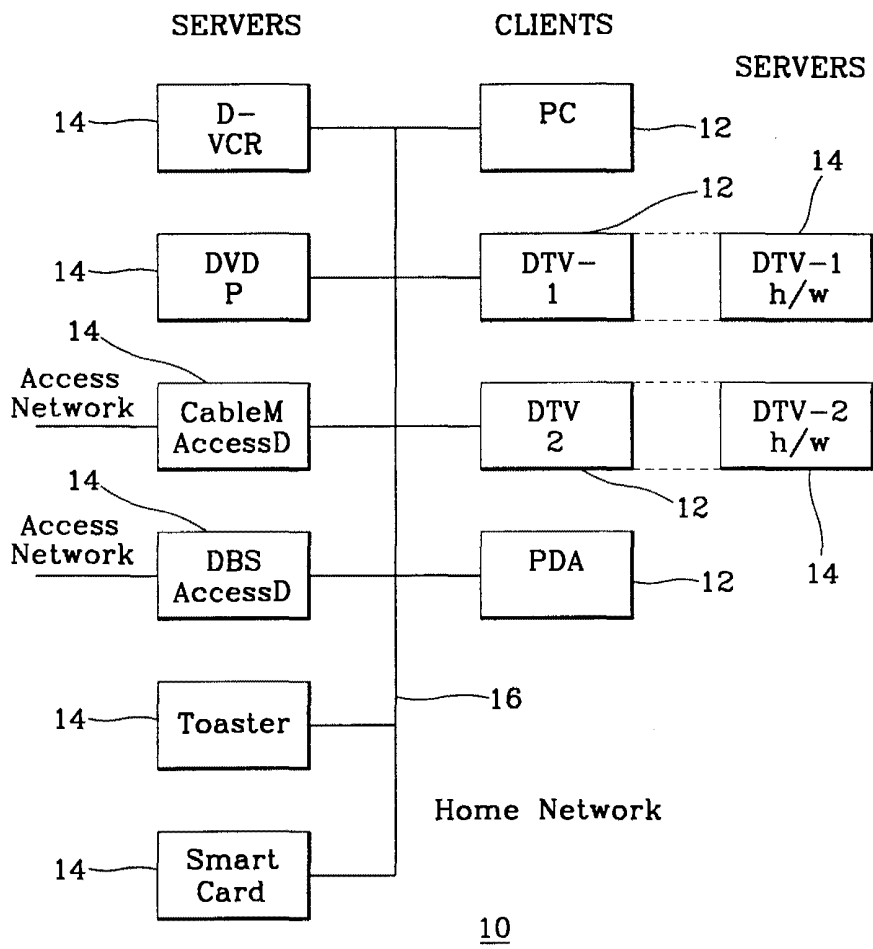 SERVERS
CLIENTS
SERVERS
14
D-
VCR
PC
12
12
14
14
DVD
P
DTV-
1
DTV-1
h/w
14
Access
Network
CableM
AccessD
DTV
2
DTV-2
h/w
14
12
Access
Network
DBS
AccessD
PDA
12
14
14
Toaster
16
Home Network
14
Smart
Card
10